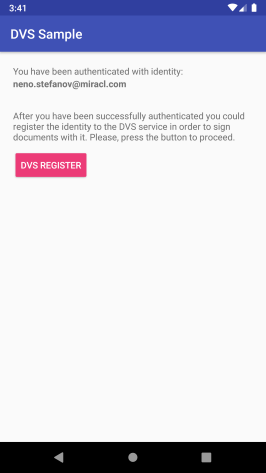 3:41
DVS Sample
You have been authenticated with identity:
neno.stefanov@miracl.com
After you have been successfully authenticated you could
register the identity to the DVS service in order to sign
documents with it. Please, press the button to proceed.
DVS REGISTER